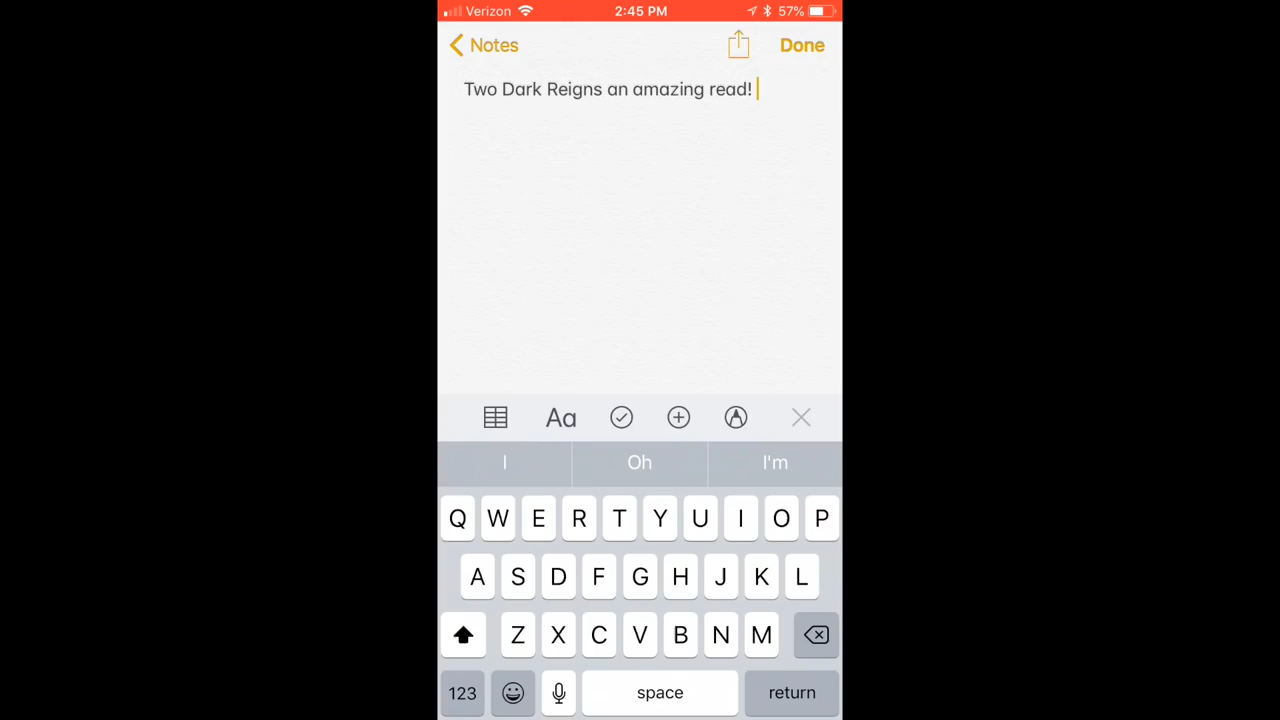 Verizon 2:45 PM 57%
Notes Done
Two Dark Reigns an amazing read!
Aa
I Oh I'm
Q W E R T Y U I O P
A S D F G H J K L
Z X C V B N M
123 space return